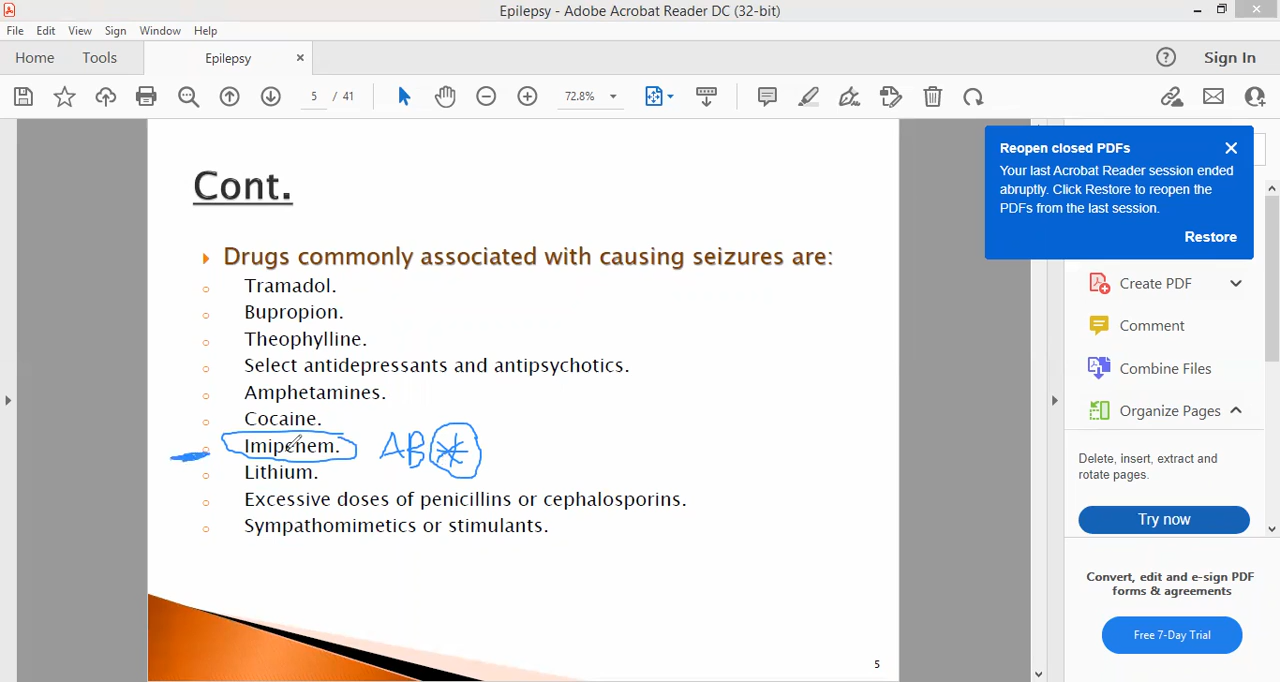 Epilepsy - Adobe Acrobat Reader DC (32-bit)
File Edit View Sign Window Help
Home Tools Epilepsy × Sign In
5 / 41 72.8%
Reopen closed PDFs
Your last Acrobat Reader session ended
abruptly. Click Restore to reopen the
PDFs from the last session.
Restore
Cont.
Drugs commonly associated with causing seizures are:
Tramadol.
Bupropion.
Theophylline.
Select antidepressants and antipsychotics.
Amphetamines.
Cocaine.
Imipenem. AB*
Lithium.
Excessive doses of penicillins or cephalosporins.
Sympathomimetics or stimulants.
5
Create PDF
Comment
Combine Files
Organize Pages
Delete, insert, extract and
rotate pages.
Try now
Convert, edit and e-sign PDF
forms & agreements
Free 7-Day Trial